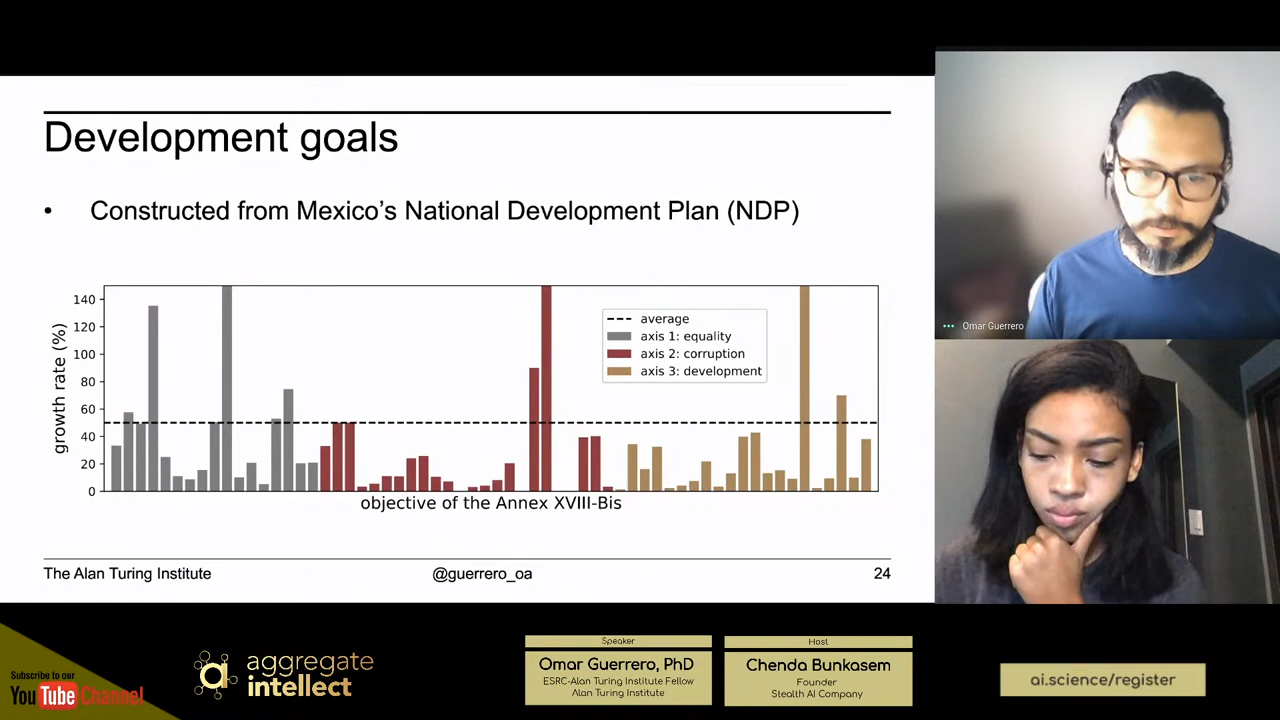 Development goals
• Constructed from Mexico's National Development Plan (NDP)
growth rate (%)
140
120
100
80
60
40
20
0
average
axis 1: equality
axis 2: corruption
axis 3: development
objective of the Annex XVIII-Bis
The Alan Turing Institute
@guerrero_oa
24
Omar Guerrero
Subscribe to our
YouTube Channel
aggregate
intellect
Speaker
Omar Guerrero, PhD
ESRC-Alan Turing Institute Fellow
Alan Turing Institute
Host
Chenda Bunkasem
Founder
Stealth AI Company
ai.science/register